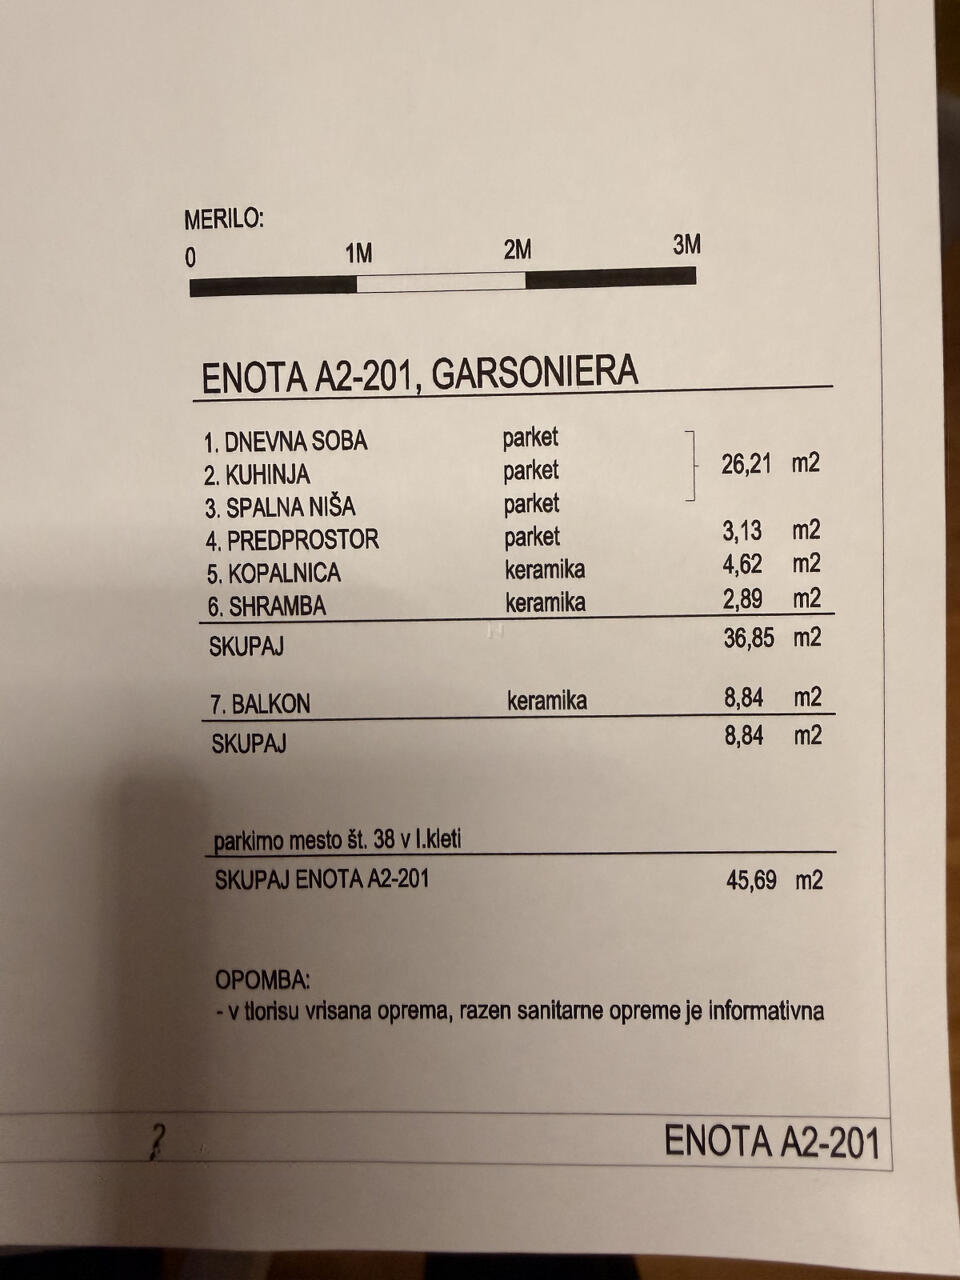 MERILO:
0 1M 2M 3M
ENOTA A2-201, GARSONIERA
1. DNEVNA SOBA parket
2. KUHINJA parket 26,21 m2
3. SPALNA NIŠA parket
4. PREDPROSTOR parket 3,13 m2
5. KOPALNICA keramika 4,62 m2
6. SHRAMBA keramika 2,89 m2
SKUPAJ 36,85 m2
7. BALKON keramika 8,84 m2
SKUPAJ 8,84 m2
parkirno mesto št. 38 v I.kleti
SKUPAJ ENOTA A2-201 45,69 m2
OPOMBA:
- v tlorisu vrisana oprema, razen sanitarne opreme je informativna
?
ENOTA A2-201